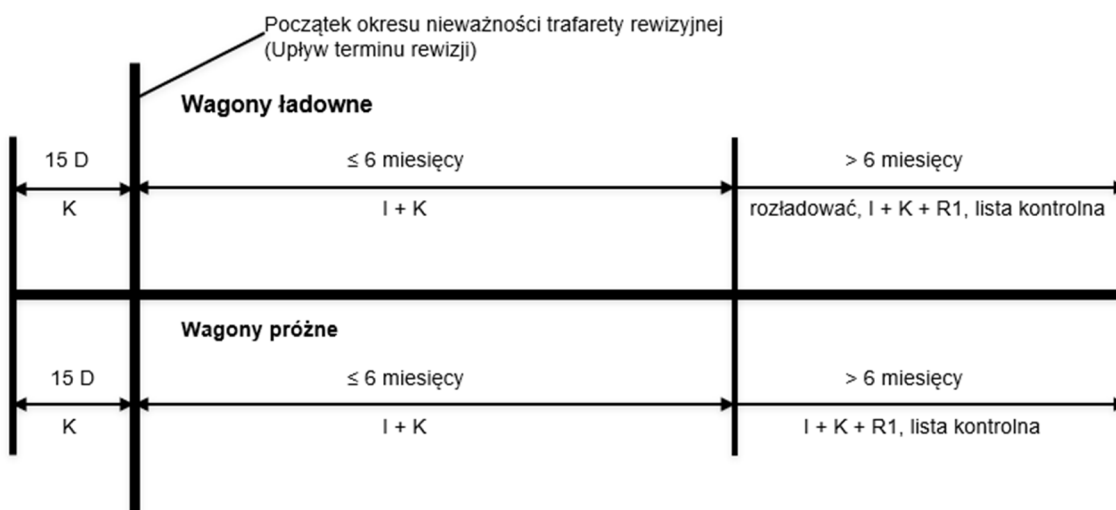 Początek okresu nieważności trafarety rewizyjnej
(Upływ terminu rewizji)
Wagony ładowne
15 D
≤ 6 miesięcy
> 6 miesięcy
K
I + K
rozładować, I + K + R1, lista kontrolna
Wagony próżne
15 D
≤ 6 miesięcy
> 6 miesięcy
K
I + K
I + K + R1, lista kontrolna